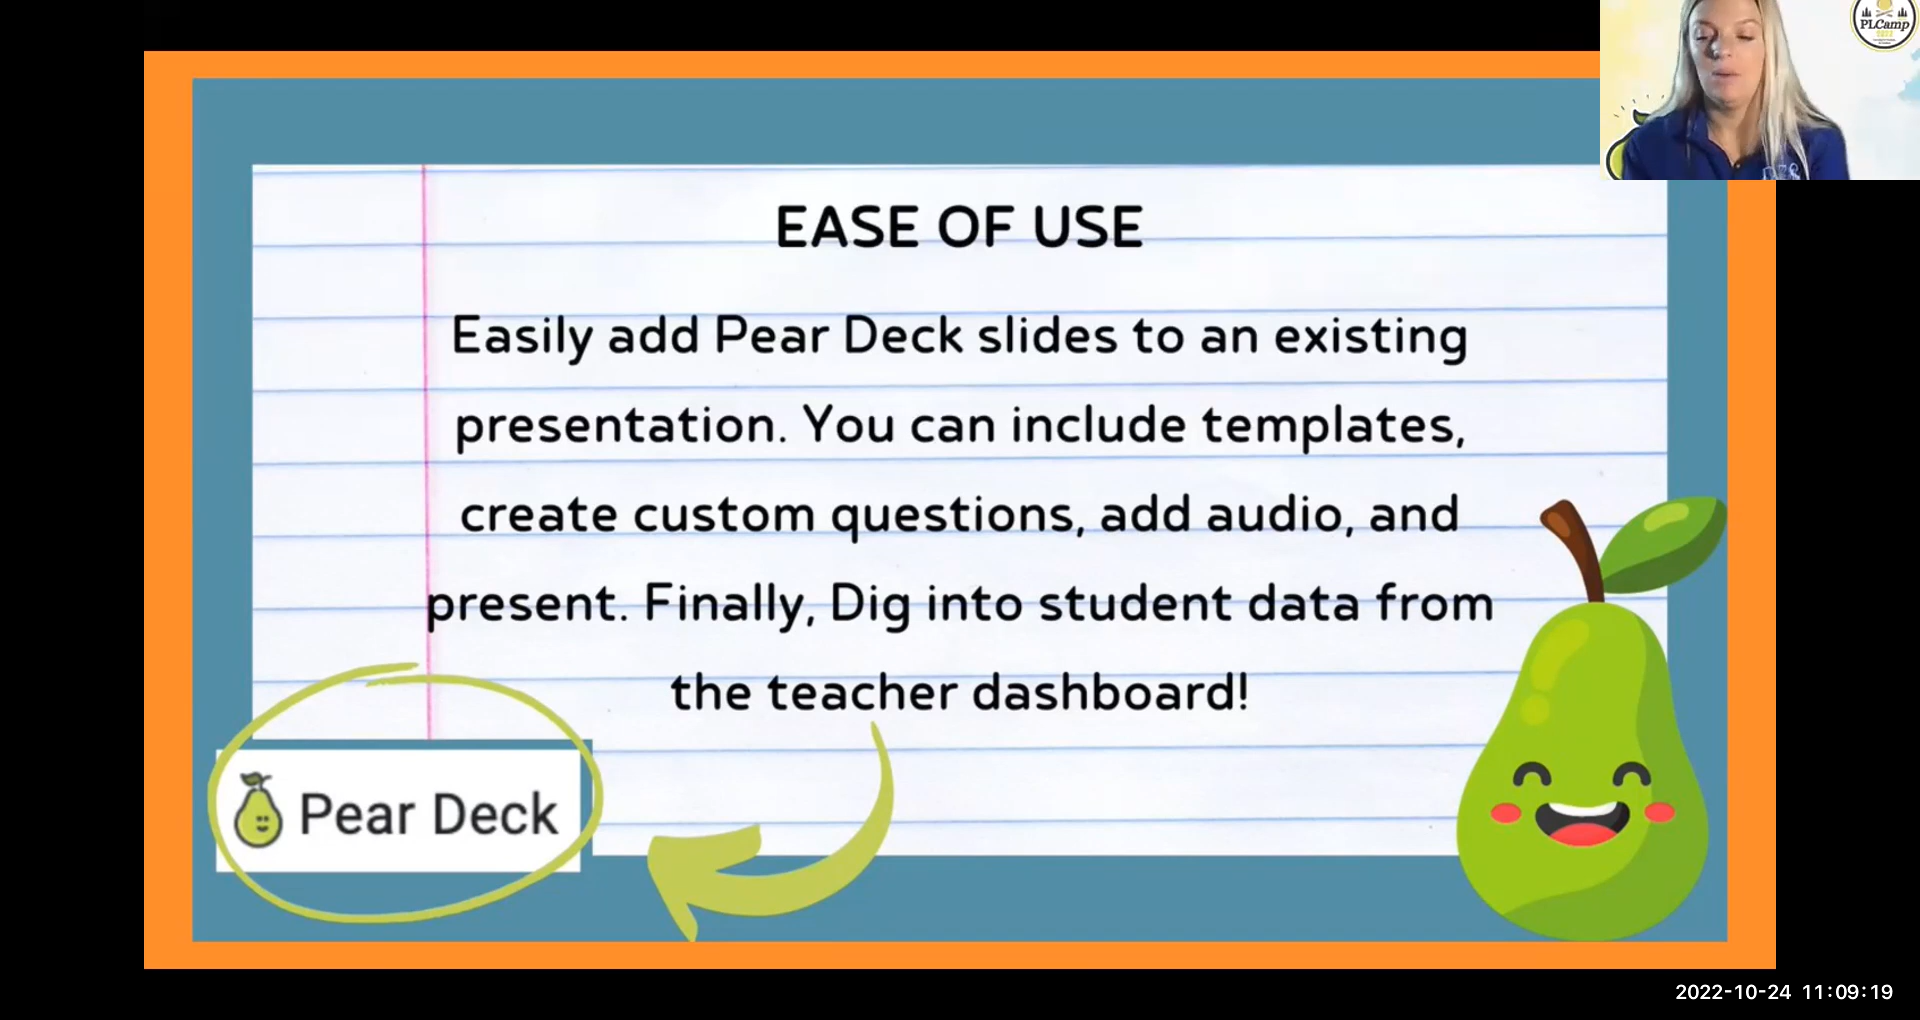 PLCamp
EASE OF USE
Easily add Pear Deck slides to an existing
presentation. You can include templates,
create custom questions, add audio, and
present. Finally, Dig into student data from
the teacher dashboard!
Pear Deck
2022-10-24 11:09:19